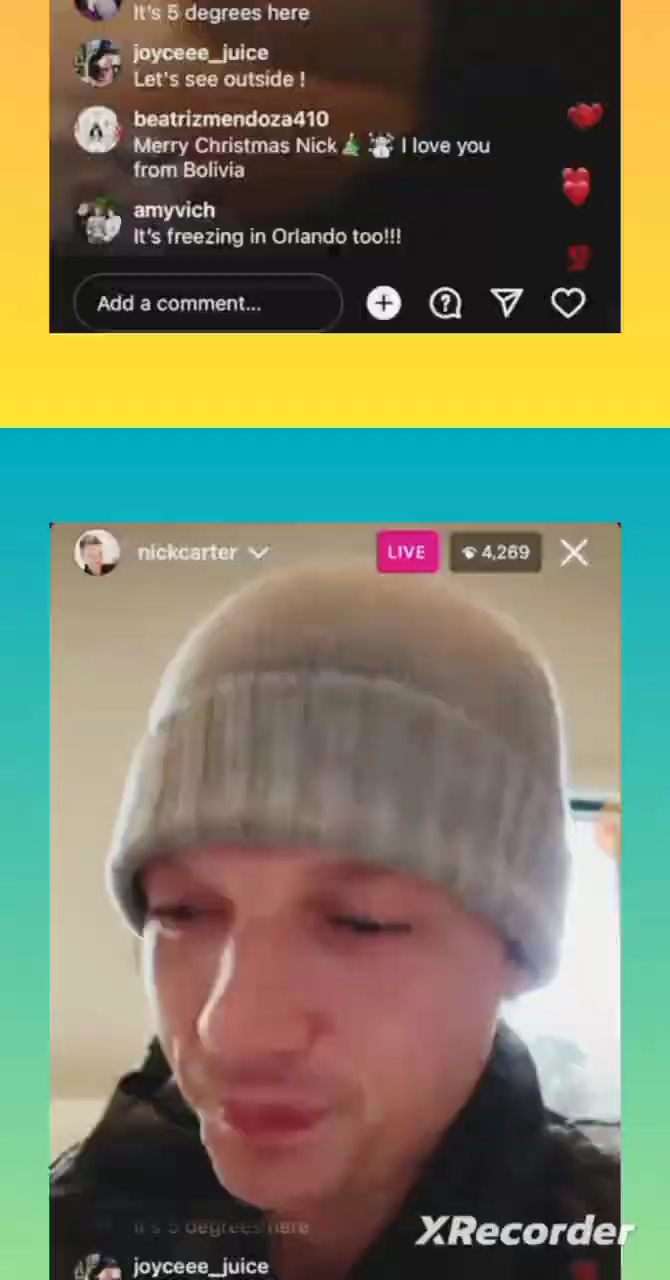 It's 5 degrees here
joyceee_juice
Let's see outside !
beatrizmendoza410
Merry Christmas Nick🎄 ☃️ I love you
from Bolivia
amyvich
It's freezing in Orlando too!!!
Add a comment...
nickcarter
LIVE
4,269
It's 5 degrees here
XRecorder
joyceee_juice